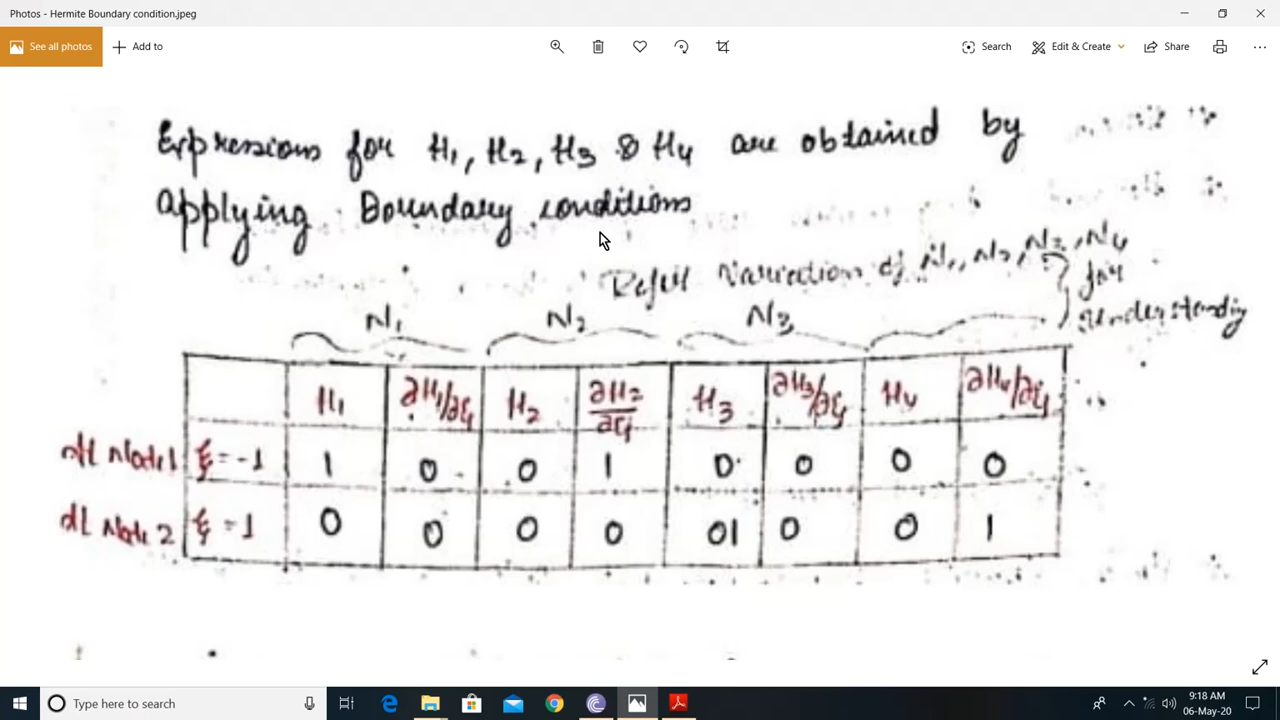 Photos - Hermite Boundary condition.jpeg
See all photos
Add to
Search
Edit & Create
Share
Expressions for H1, H2, H3 & H4 are obtained by
applying Boundary conditions
Refer variation of N1, N2, N3, N4
for
understanding
N1 N2 N3
H1 ∂H1/∂ξ H2 ∂H2/∂ξ H3 ∂H3/∂ξ H4 ∂H4/∂ξ
at Node 1 ξ = -1 1 0 0 1 0 0 0 0
at Node 2 ξ = 1 0 0 0 0 01 0 0 1
Type here to search
9:18 AM
06-May-20